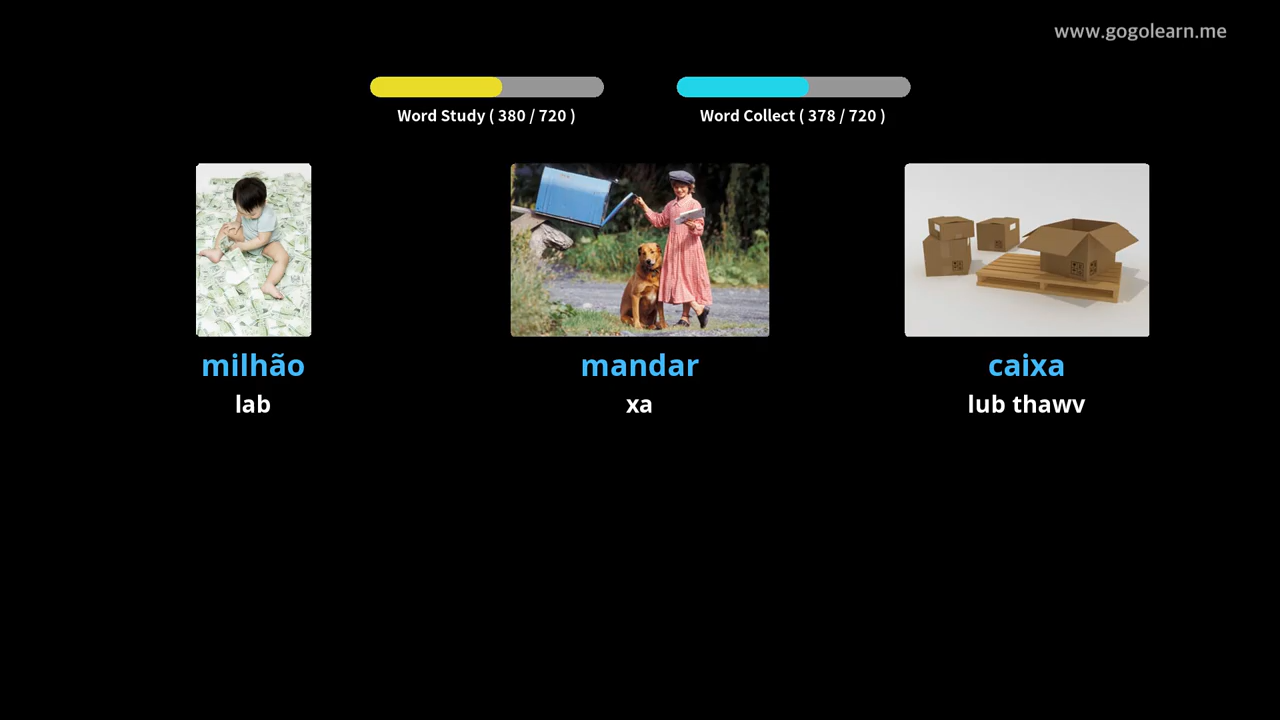 www.gogolearn.me
Word Study ( 380 / 720 )
Word Collect ( 378 / 720 )
milhão
mandar
caixa
lab
xa
lub thawv